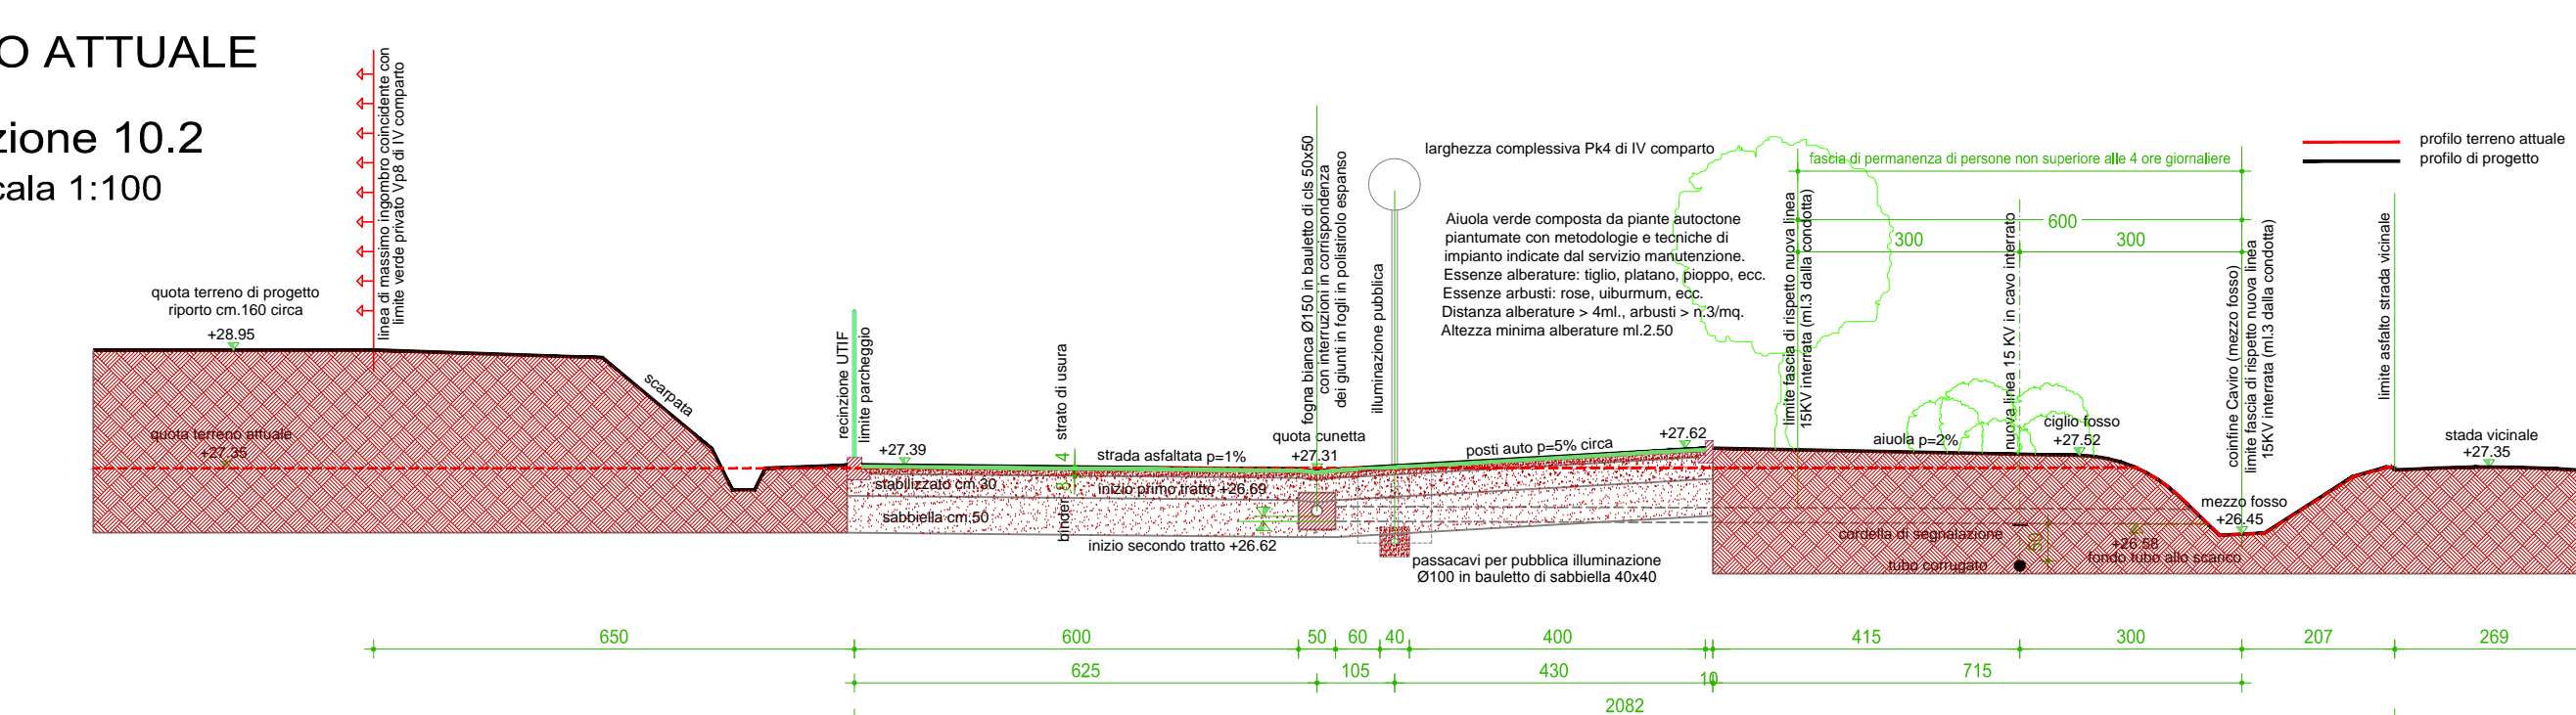 O ATTUALE
zione 10.2
cala 1:100
linea di massimo ingombro coincidente con
limite verde privato Vp8 di IV comparto
quota terreno di progetto
riporto cm.160 circa
+28.95
quota terreno attuale
+27.35
scarpata
recinzione UTIF
limite parcheggio
+27.39
strato di usura
4
8
binder
strada asfaltata p=1%
stabilizzato cm.30
sabbiella cm.50
inizio primo tratto +26.69
inizio secondo tratto +26.62
fogna bianca Ø150 in bauletto di cls 50x50
con interruzioni in corrispondenza
dei giunti in fogli in polistirolo espanso
quota cunetta
+27.31
illuminazione pubblica
larghezza complessiva Pk4 di IV comparto
Aiuola verde composta da piante autoctone
piantumate con metodologie e tecniche di
impianto indicate dal servizio manutenzione.
Essenze alberature: tiglio, platano, pioppo, ecc.
Essenze arbusti: rose, uiburmum, ecc.
Distanza alberature > 4ml., arbusti > n.3/mq.
Altezza minima alberature ml.2.50
posti auto p=5% circa
+27.62
passacavi per pubblica illuminazione
Ø100 in bauletto di sabbiella 40x40
fascia di permanenza di persone non superiore alle 4 ore giornaliere
600
300
300
limite fascia di rispetto nuova linea
15KV interrata (ml.3 dalla condotta)
nuova linea 15 KV in cavo interrato
aiuola p=2%
ciglio fosso
+27.52
cordella di segnalazione
tubo corrugato
50
+26.58
fondo tubo allo scarico
mezzo fosso
+26.45
coinfine Caviro (mezzo fosso)
limite fascia di rispetto nuova linea
15KV interrata (ml.3 dalla condotta)
limite asfalto strada vicinale
stada vicinale
+27.35
profilo terreno attuale
profilo di progetto
650
600
50
60
40
400
415
300
207
269
625
105
430
10
715
2082